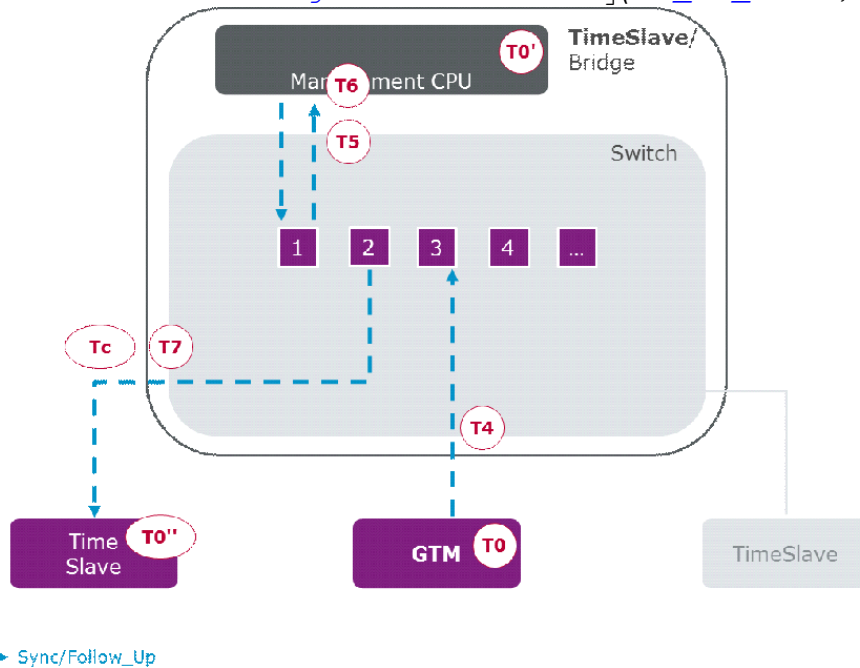 T0'
TimeSlave/
Bridge
Management CPU
T6
T5
Switch
1
2
3
4
...
Tc
T7
T4
Time
Slave
T0''
GTM
T0
TimeSlave
Sync/Follow_Up